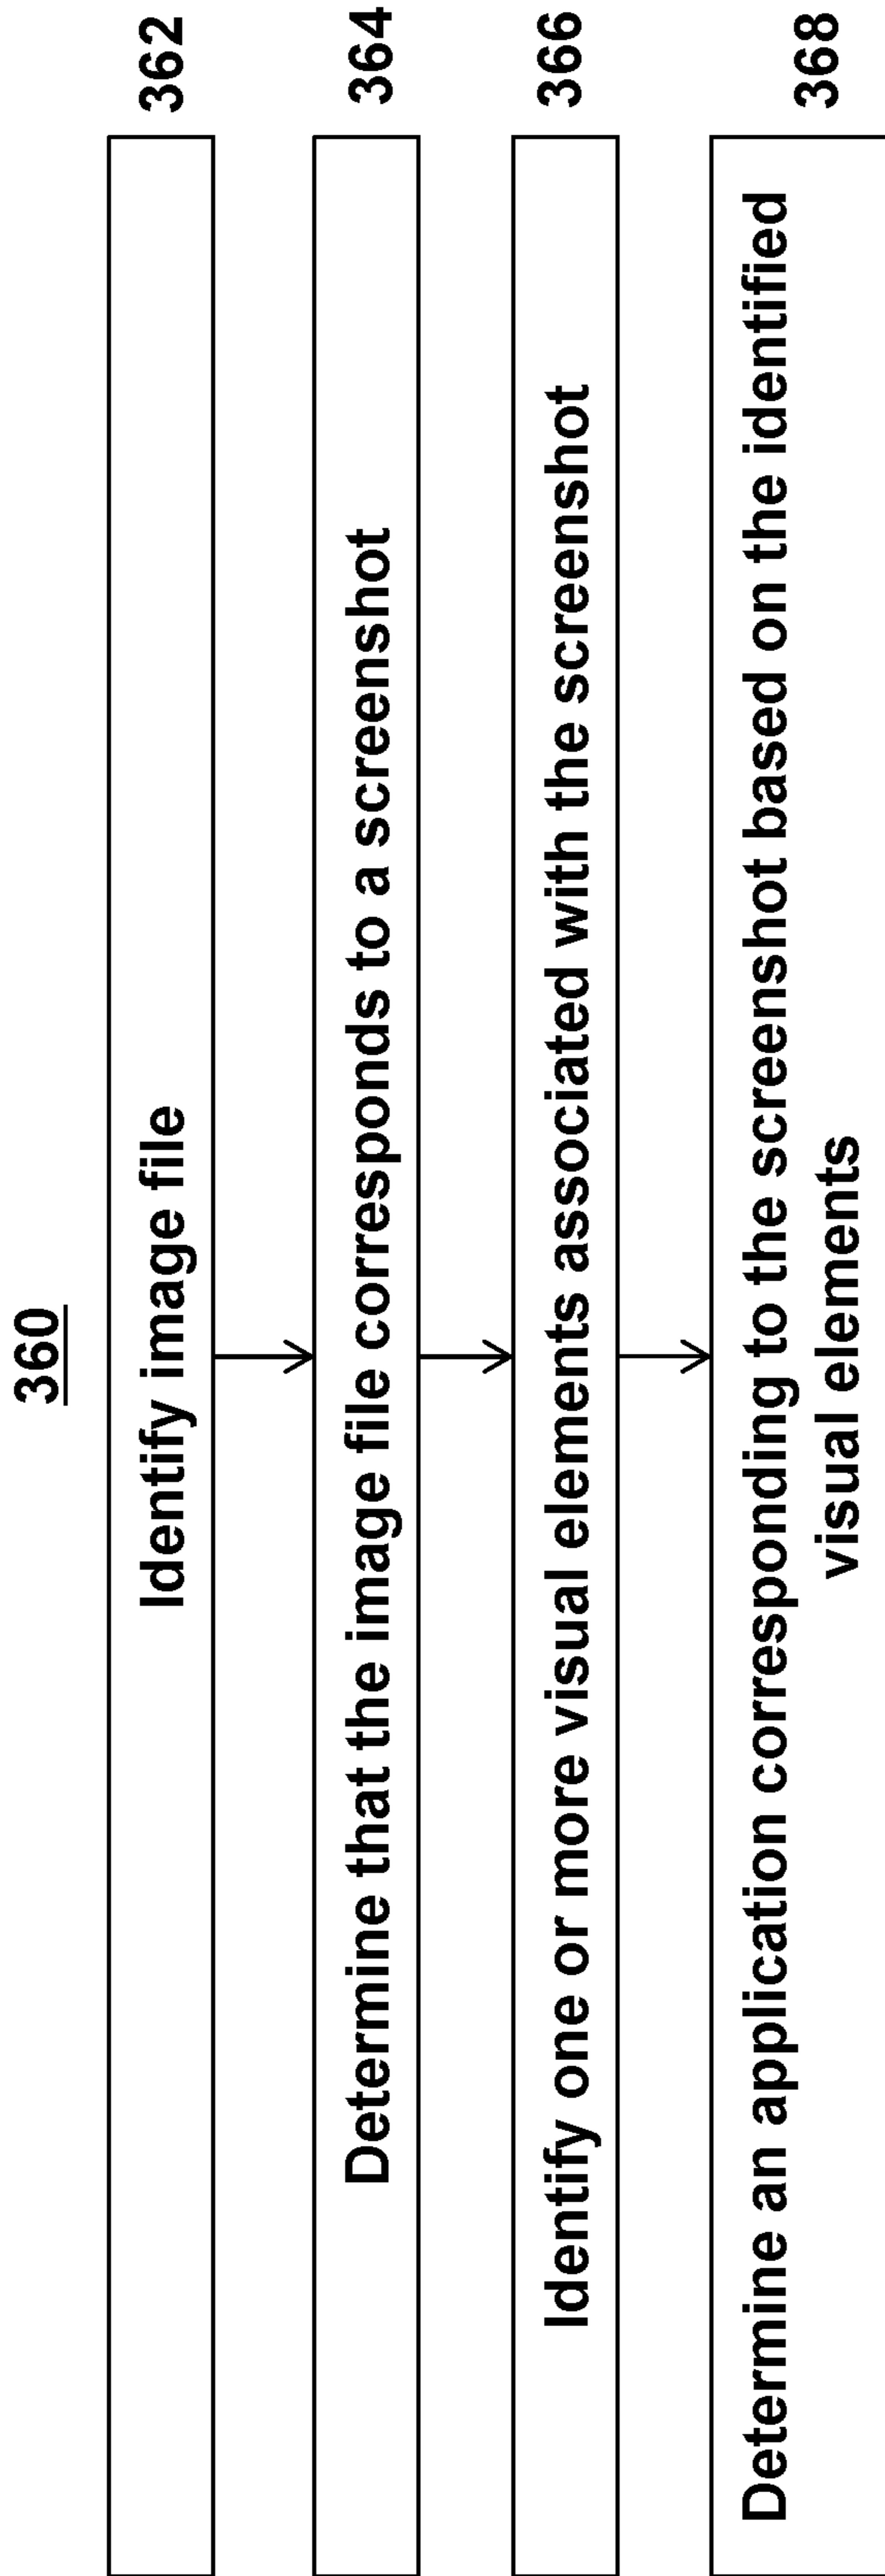 360
Identify image file
362
Determine that the image file corresponds to a screenshot
364
Identify one or more visual elements associated with the screenshot
366
Determine an application corresponding to the screenshot based on the identified
visual elements
368